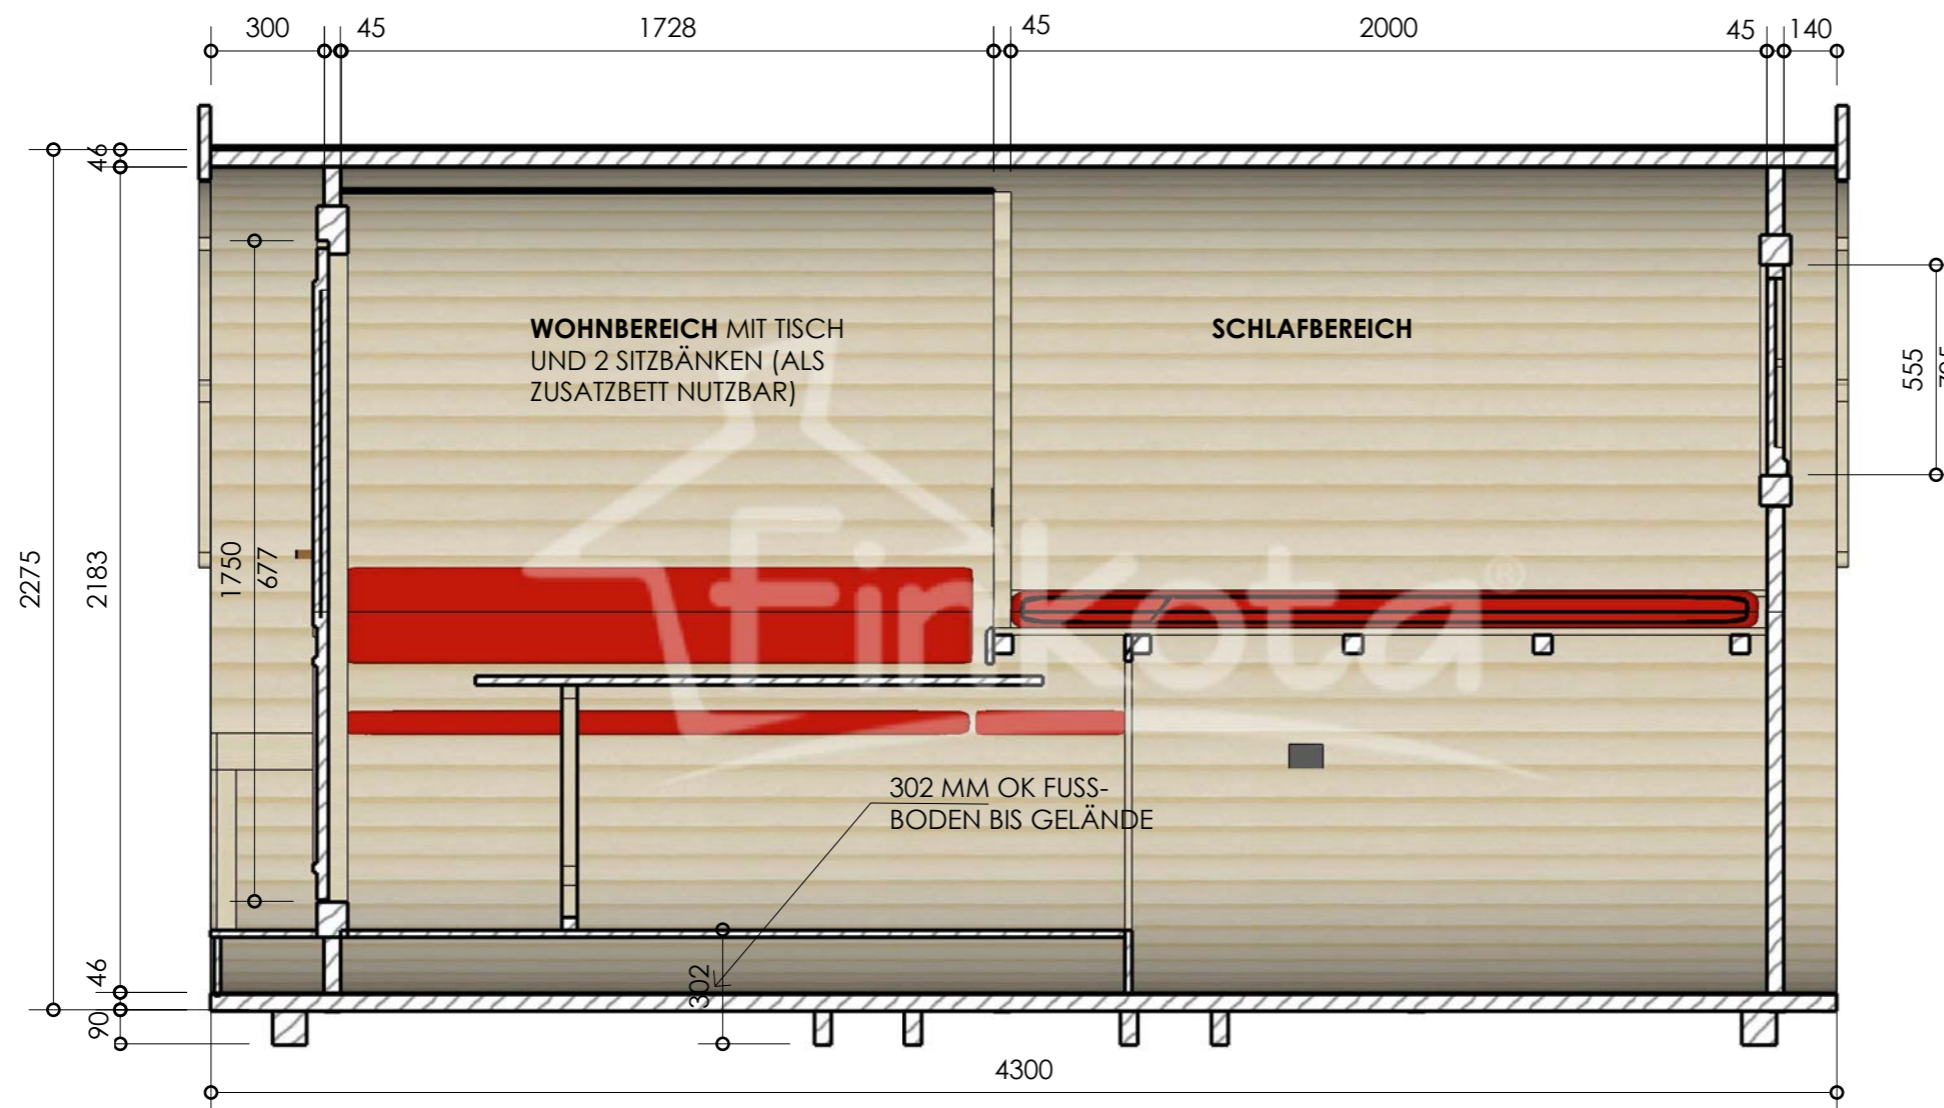 300 45 1728 45 2000 45 140
46
WOHNBEREICH MIT TISCH
UND 2 SITZBÄNKEN (ALS
ZUSATZBETT NUTZBAR)
SCHLAFBEREICH
555
2275 2183 1750 677
Finkota®
302 MM OK FUSS-
BODEN BIS GELÄNDE
46
302
90
4300